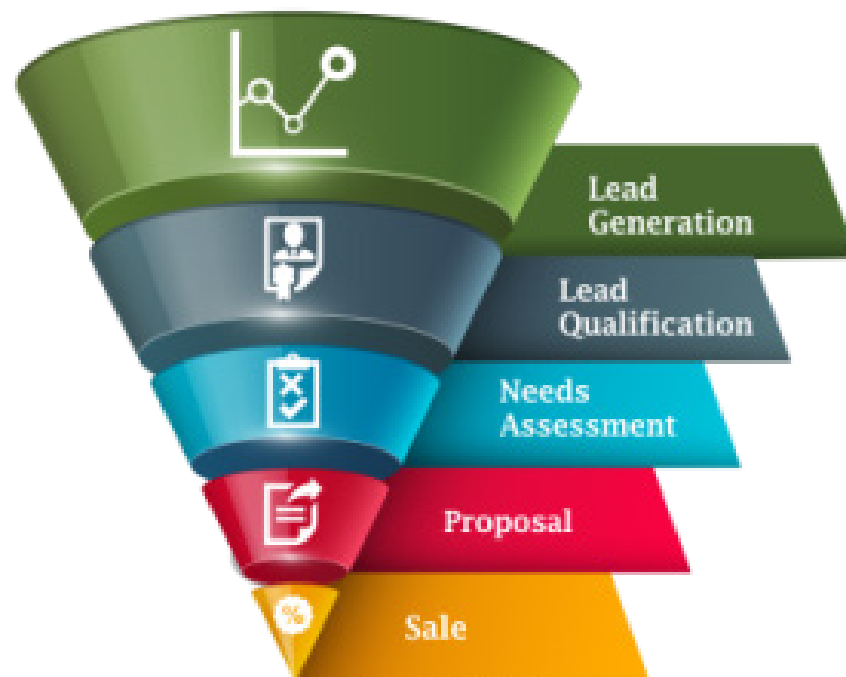 Lead
Generation
Lead
Qualification
Needs
Assessment
Proposal
%
Sale